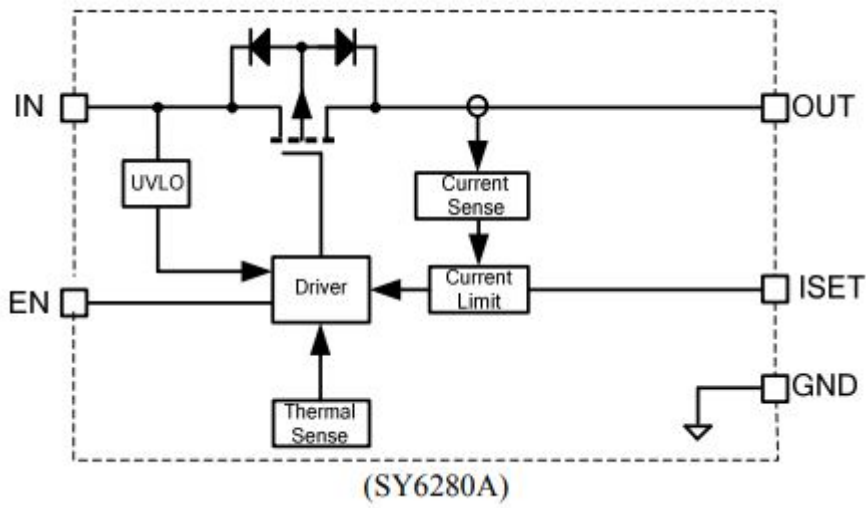 IN
OUT
UVLO
Current
Sense
EN
Driver
Current
Limit
ISET
GND
Thermal
Sense
(SY6280A)